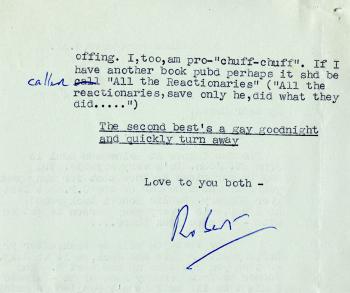 offing. I,too,am pro-"chuff-chuff". If I
have another book pubd perhaps it shd be
called call "All the Reactionaries" ("All the
reactionaries,save only he,did what they
did.....")
The second best's a gay goodnight
and quickly turn away
Love to you both -
Robert